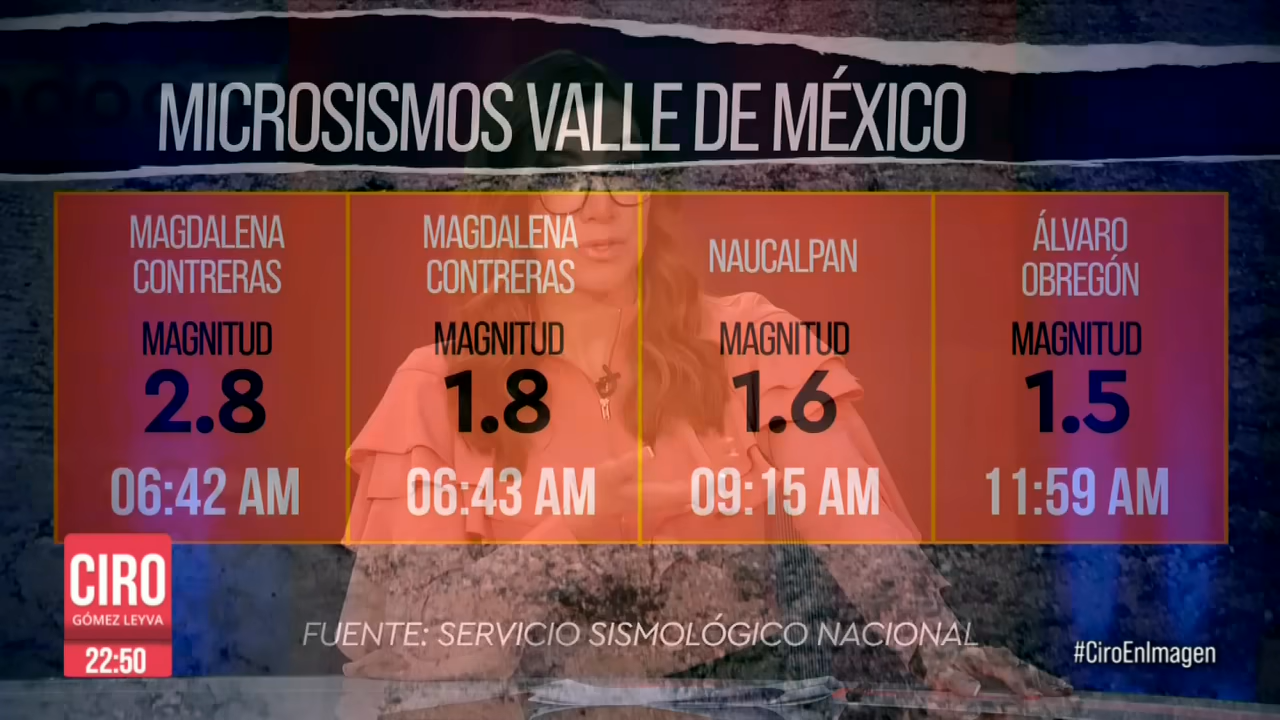 MICROSISMOS VALLE DE MÉXICO
MAGDALENA
CONTRERAS
MAGNITUD
2.8
06:42 AM
MAGDALENA
CONTRERAS
MAGNITUD
1.8
06:43 AM
NAUCALPAN
MAGNITUD
1.6
09:15 AM
ÁLVARO
OBREGÓN
MAGNITUD
1.5
11:59 AM
CIRO
GÓMEZ LEYVA
22:50
FUENTE: SERVICIO SISMOLÓGICO NACIONAL
#CiroEnImagen